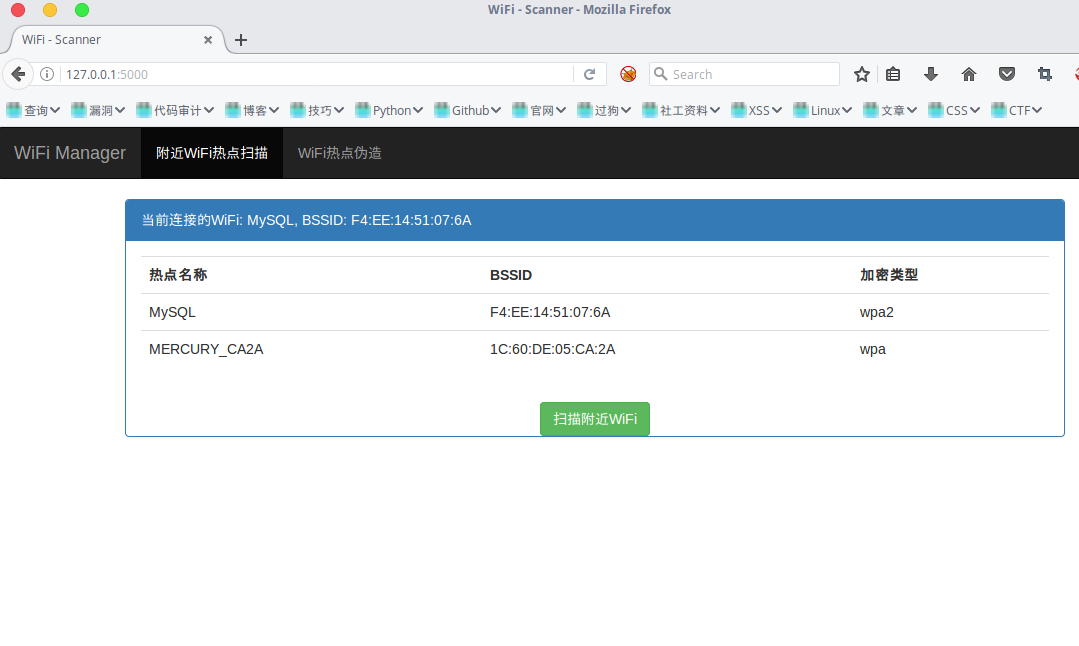 WiFi - Scanner - Mozilla Firefox
WiFi - Scanner
127.0.0.1:5000 Search
查询 漏洞 代码审计 博客 技巧 Python Github 官网 过狗 社工资料 XSS Linux 文章 CSS CTF
WiFi Manager 附近WiFi热点扫描 WiFi热点伪造
当前连接的WiFi: MySQL, BSSID: F4:EE:14:51:07:6A
热点名称 BSSID 加密类型
MySQL F4:EE:14:51:07:6A wpa2
MERCURY_CA2A 1C:60:DE:05:CA:2A wpa
扫描附近WiFi